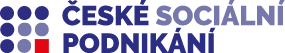 ČESKÉ SOCIÁLNÍ
PODNIKÁNÍ